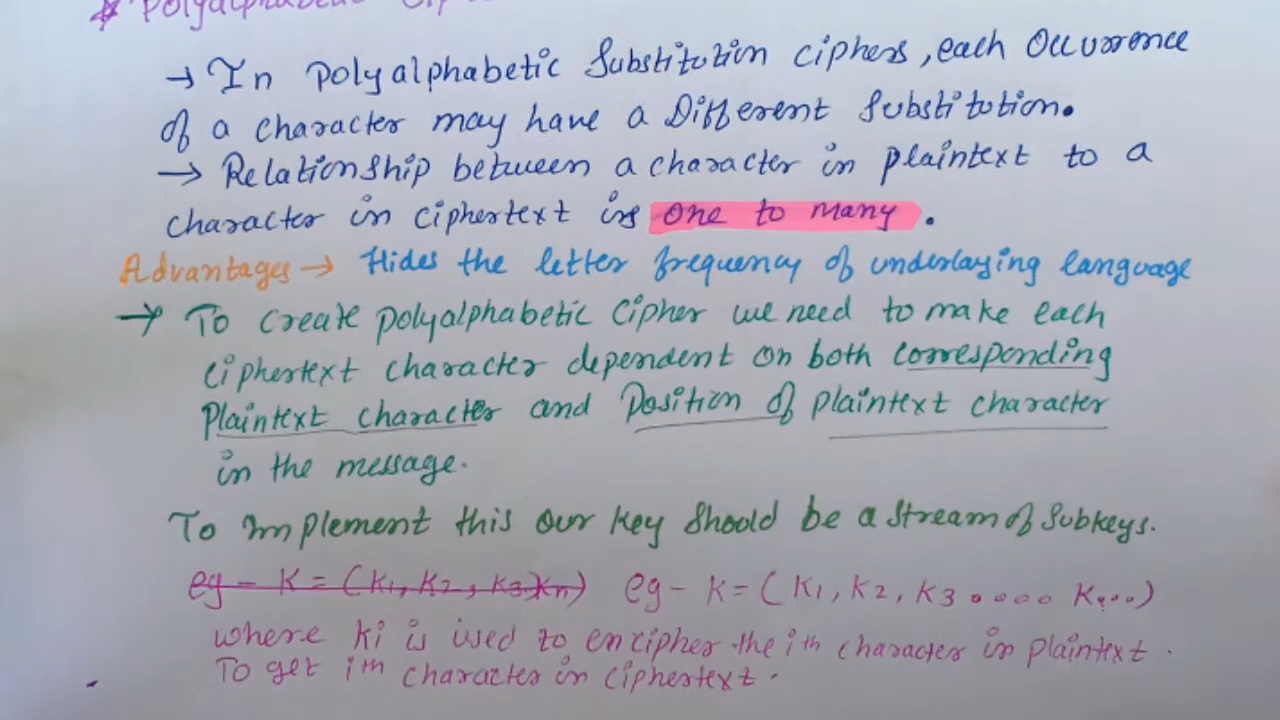 * Polyalphabetic Cip
→ In Polyalphabetic Substitution ciphers, each Occurrence
of a character may have a Different Substitution.
→ Relationship between a character in plaintext to a
character in ciphertext is one to many.
Advantages → Hides the letter frequency of underlaying language
→ To create polyalphabetic Cipher we need to make each
ciphertext character dependent on both corresponding
Plaintext character and Position of plaintext character
in the message.
To Implement this our key Should be a Stream of Subkeys.
eg - K = (K1, K2, K3, Kn) eg - K = (K1, K2, K3 .... K...)
where Ki is used to encipher the ith character in plaintext.
To get ith character in ciphertext.